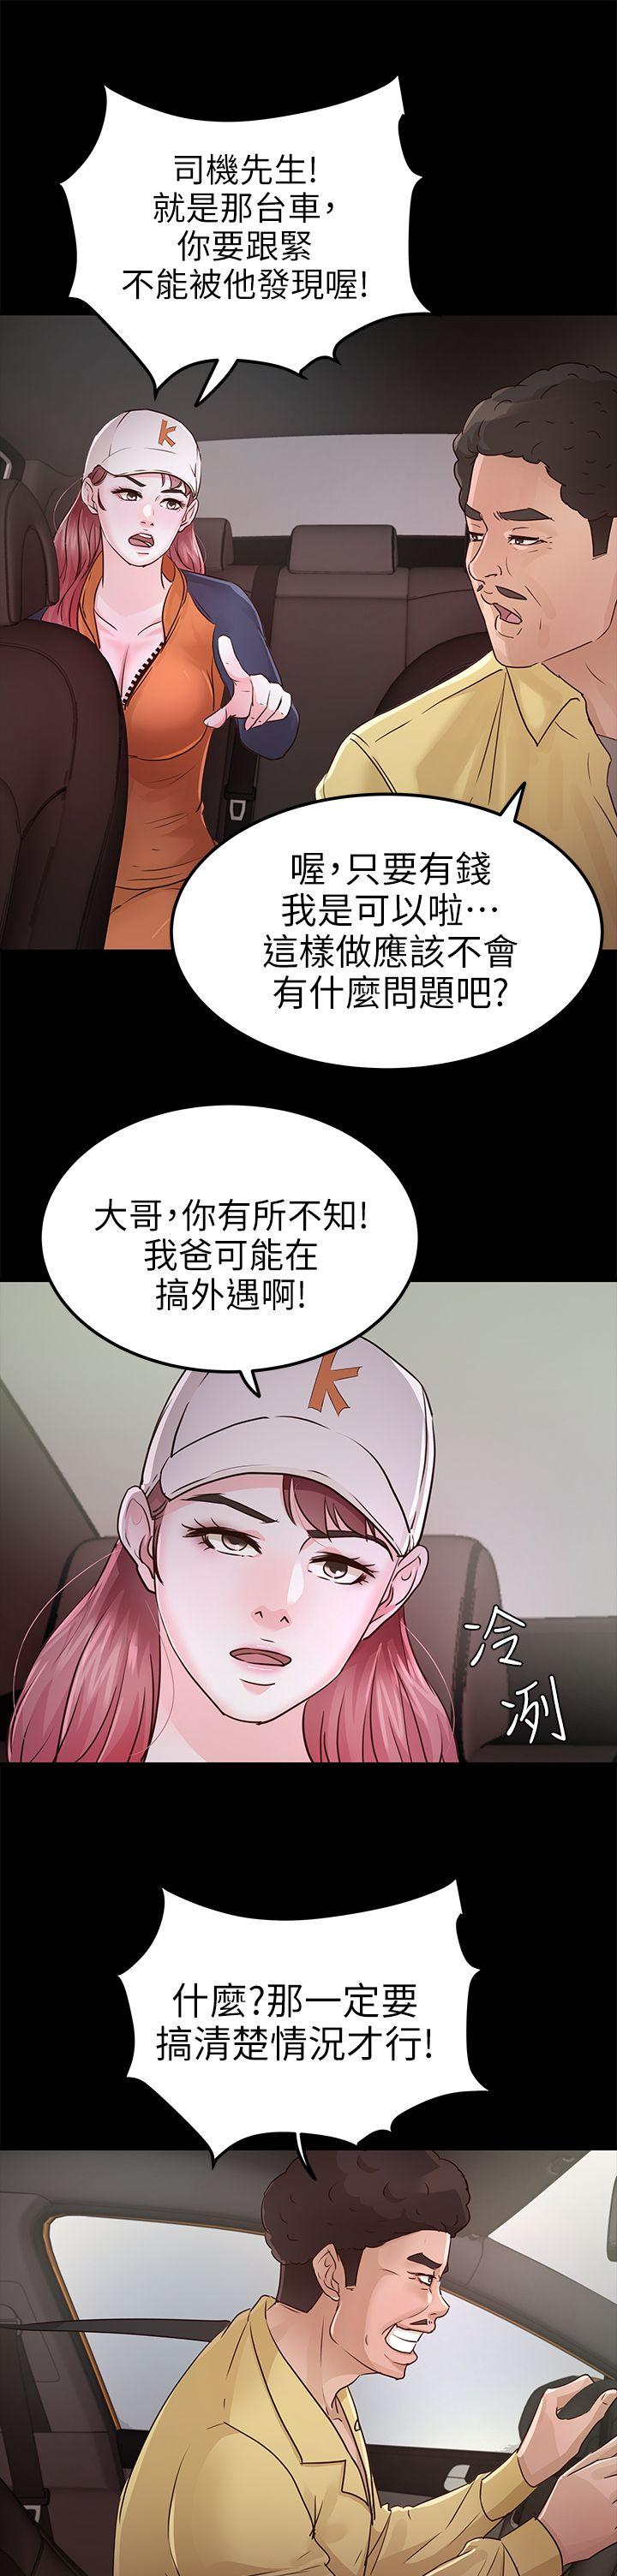 司機先生!
就是那台車,
你要跟緊
不能被他發現喔!
K
喔,只要有錢
我是可以啦…
這樣做應該不會
有什麼問題吧?
大哥,你有所不知!
我爸可能在
搞外遇啊!
K
冷
冽
什麼?那一定要
搞清楚情況才行!